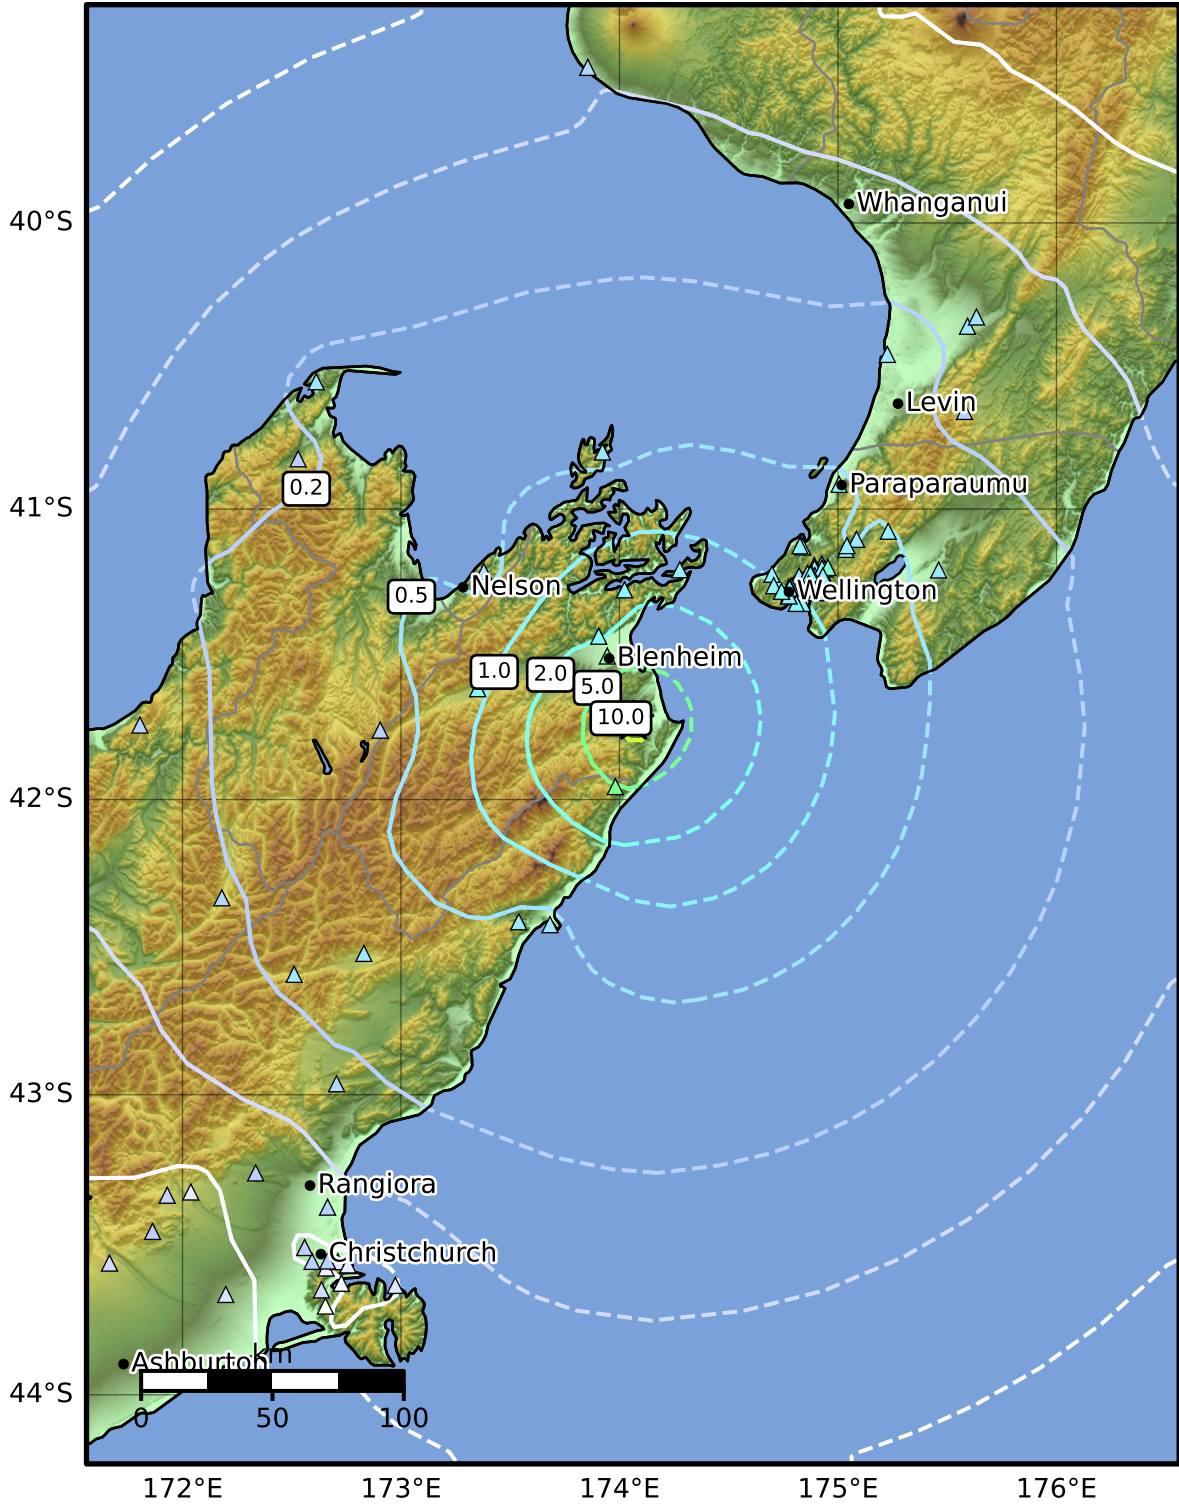 40°S
Whanganui
Levin
Paraparaumu
41°S
0.2
Nelson
0.5
Wellington
Blenheim
1.0
2.0
5.0
10.0
42°S
43°S
Rangiora
Christchurch
Ashburton
km
44°S
0
50
100
172°E
173°E
174°E
175°E
176°E